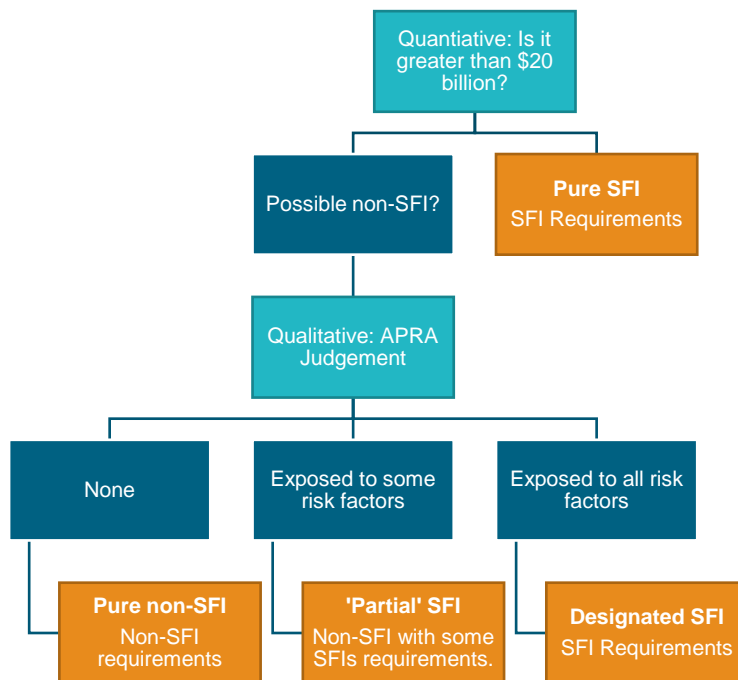 Quantiative: Is it
greater than $20
billion?
Possible non-SFI?
Pure SFI
SFI Requirements
Qualitative: APRA
Judgement
None
Exposed to some
risk factors
Exposed to all risk
factors
Pure non-SFI
Non-SFI
requirements
'Partial' SFI
Non-SFI with some
SFIs requirements.
Designated SFI
SFI Requirements